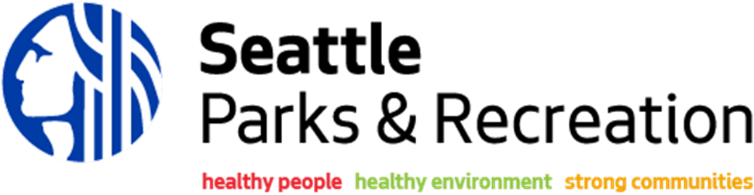 Seattle
Parks & Recreation
healthy people healthy environment strong communities